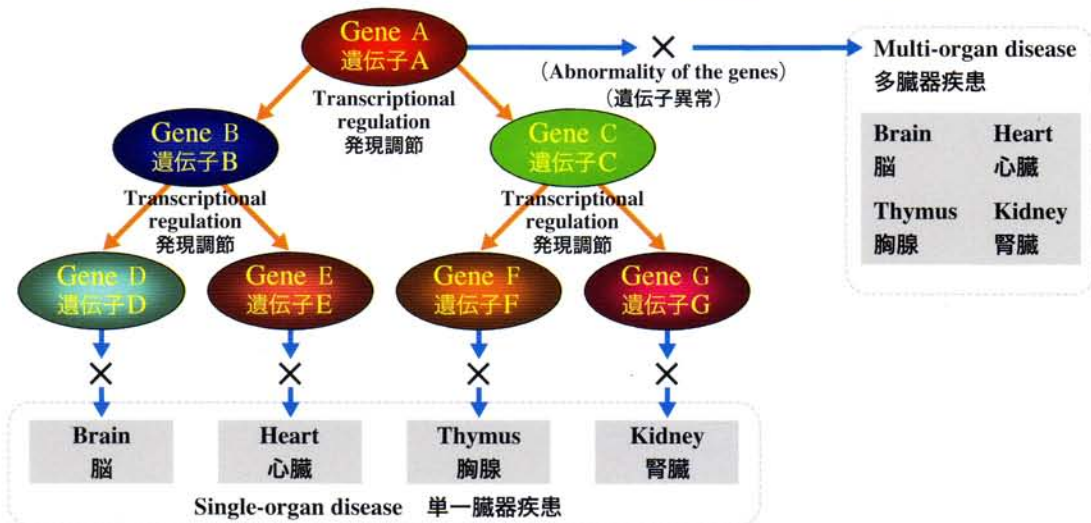 Gene A
遺伝子A
(Abnormality of the genes)
(遺伝子異常)
Multi-organ disease
多臓器疾患
Brain
脳
Heart
心臓
Thymus
胸腺
Kidney
腎臓
Transcriptional
regulation
発現調節
Gene B
遺伝子B
Gene C
遺伝子C
Transcriptional
regulation
発現調節
Transcriptional
regulation
発現調節
Gene D
遺伝子D
Gene E
遺伝子E
Gene F
遺伝子F
Gene G
遺伝子G
Brain
脳
Heart
心臓
Thymus
胸腺
Kidney
腎臓
Single-organ disease 単一臓器疾患